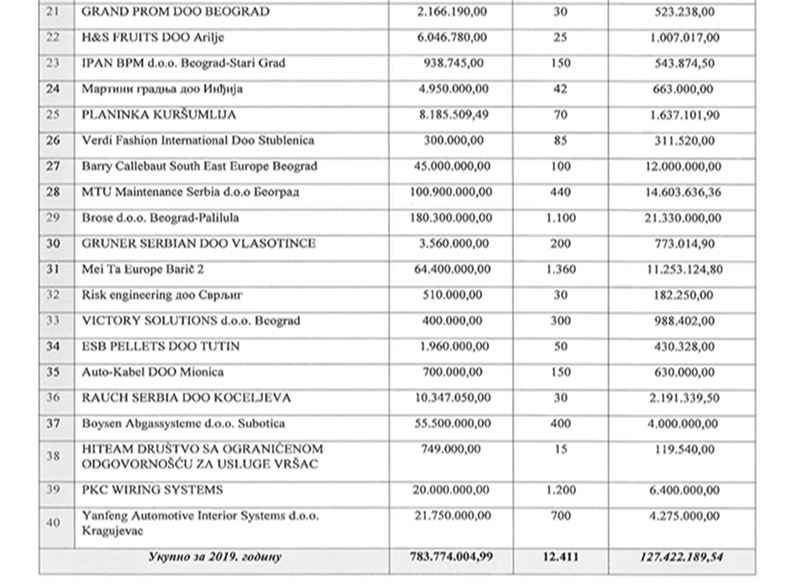 21 GRAND PROM DOO BEOGRAD 2.166.190,00 30 523.238,00
22 H&S FRUITS DOO Arilje 6.046.780,00 25 1.007.017,00
23 IPAN BPM d.o.o. Beograd-Stari Grad 938.745,00 150 543.874,50
24 Мартини градња доо Инђија 4.950.000,00 42 663.000,00
25 PLANINKA KURŠUMLIJA 8.185.509,49 70 1.637.101,90
26 Verdi Fashion International Doo Stublenica 300.000,00 85 311.520,00
27 Barry Callebaut South East Europe Beograd 45.000.000,00 100 12.000.000,00
28 MTU Maintenance Serbia d.o.o Београд 100.900.000,00 440 14.603.636,36
29 Brose d.o.o. Beograd-Palilula 180.300.000,00 1.100 21.330.000,00
30 GRUNER SERBIAN DOO VLASOTINCE 3.560.000,00 200 773.014,90
31 Mei Ta Europe Barič 2 64.400.000,00 1.360 11.253.124,80
32 Risk engineering доо Сврљиг 510.000,00 30 182.250,00
33 VICTORY SOLUTIONS d.o.o. Beograd 400.000,00 300 988.402,00
34 ESB PELLETS DOO TUTIN 1.960.000,00 50 430.328,00
35 Auto-Kabel DOO Mionica 700.000,00 150 630.000,00
36 RAUCH SERBIA DOO KOCELJEVA 10.347.050,00 30 2.191.339,50
37 Boysen Abgassysteme d.o.o. Subotica 55.500.000,00 400 4.000.000,00
38 HITEAM DRUŠTVO SA OGRANIČENOM 749.000,00 15 119.540,00
ODGOVORNOŠĆU ZA USLUGE VRŠAC
39 PKC WIRING SYSTEMS 20.000.000,00 1.200 6.400.000,00
40 Yanfeng Automotive Interior Systems d.o.o. 21.750.000,00 700 4.275.000,00
Kragujevac
Укупно за 2019. годину 783.774.004,99 12.411 127.422.189,54